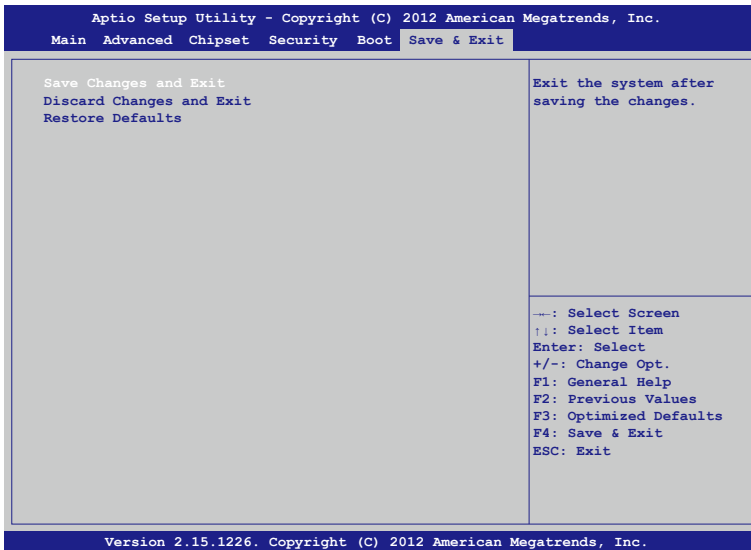 Aptio Setup Utility - Copyright (C) 2012 American Megatrends, Inc.
Main Advanced Chipset Security Boot Save & Exit
Save Changes and Exit
Discard Changes and Exit
Restore Defaults
Exit the system after
saving the changes.
→←: Select Screen
↑↓: Select Item
Enter: Select
+/-: Change Opt.
F1: General Help
F2: Previous Values
F3: Optimized Defaults
F4: Save & Exit
ESC: Exit
Version 2.15.1226. Copyright (C) 2012 American Megatrends, Inc.